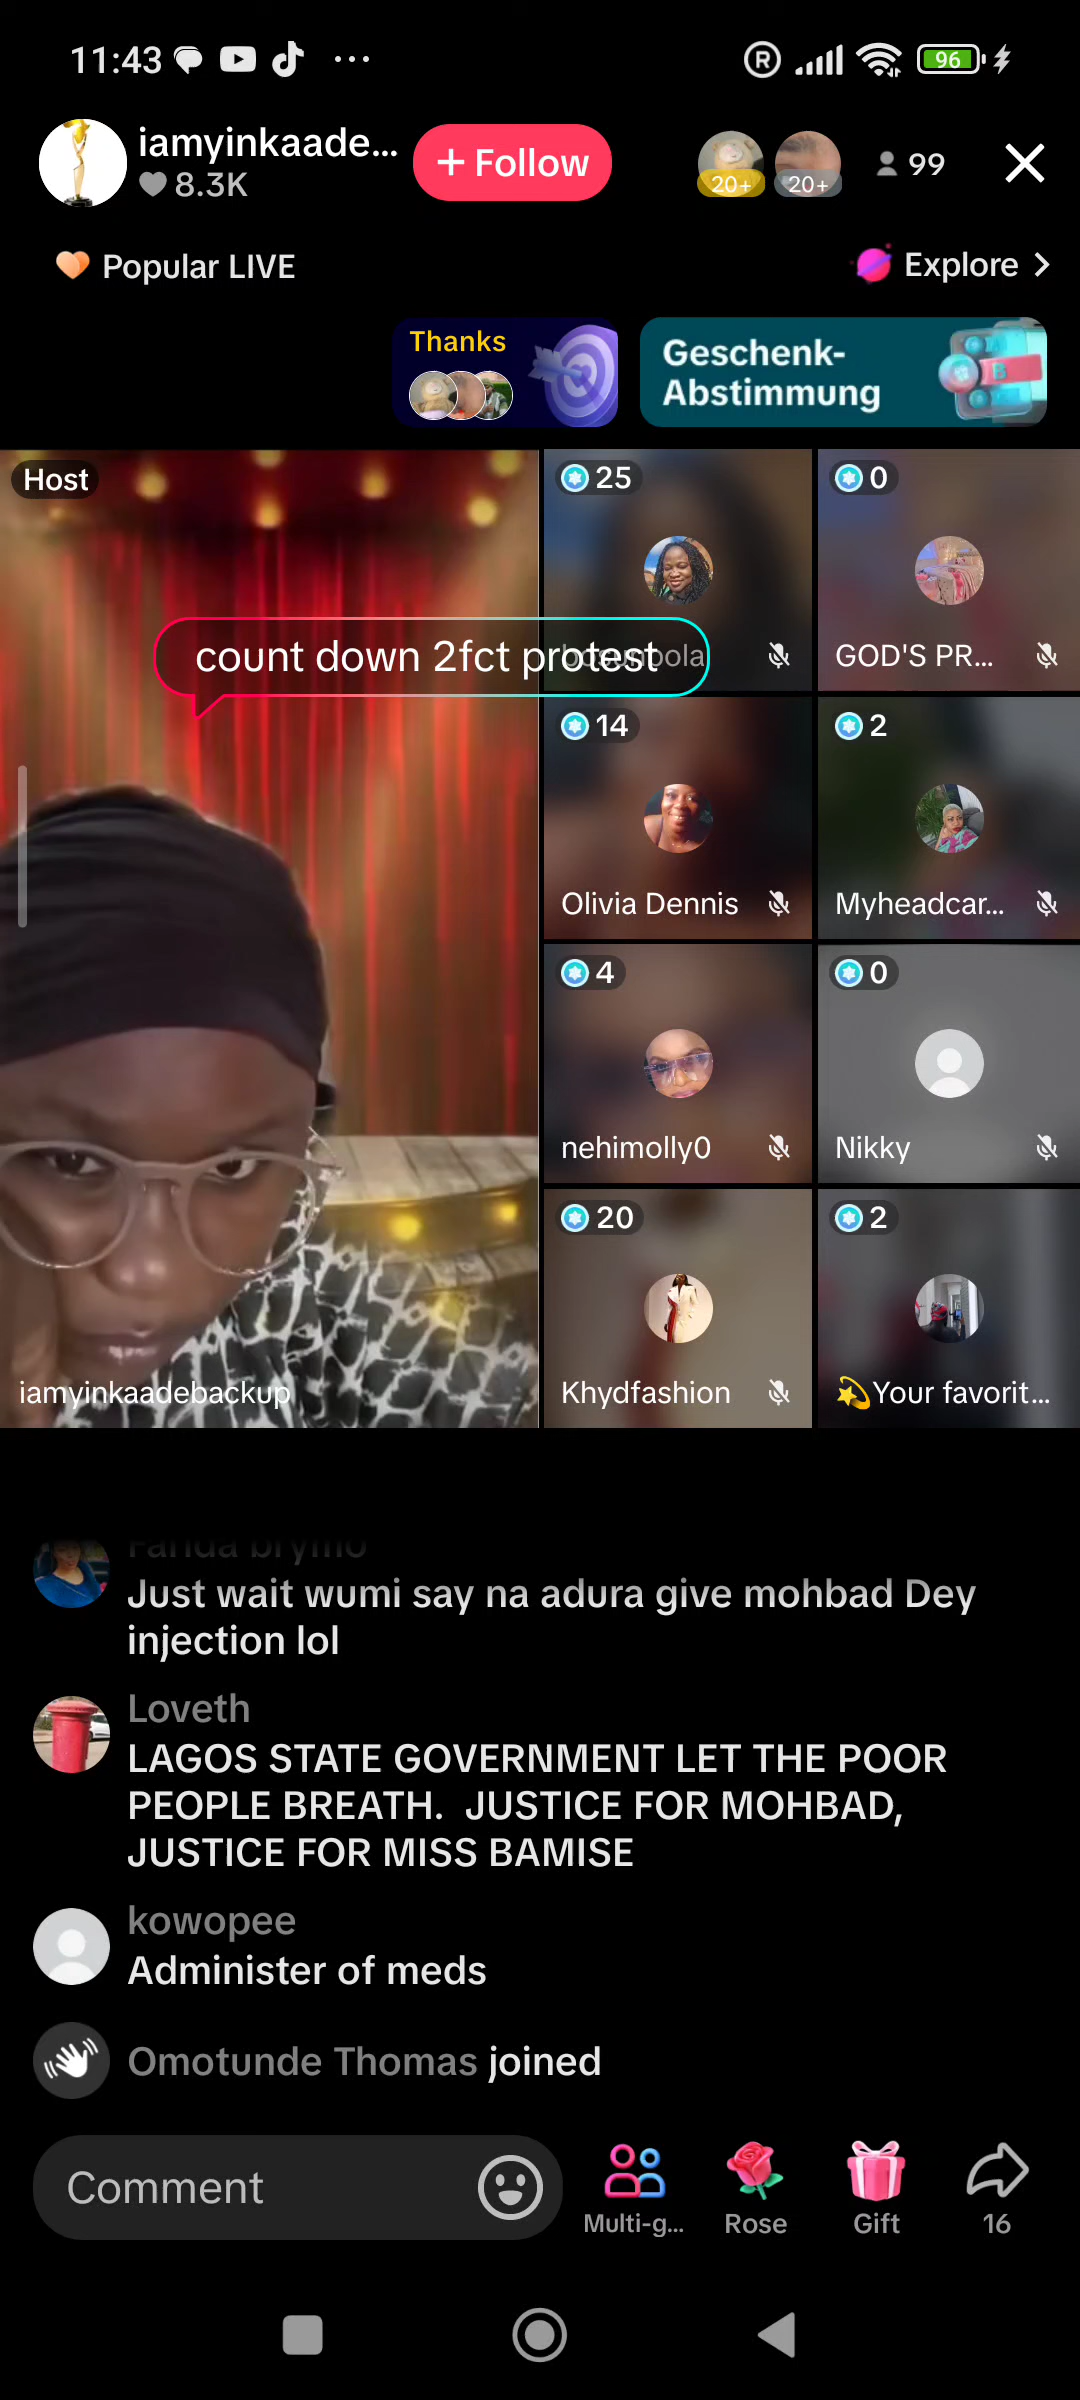 11:43
R
96
iamyinkaade...
8.3K
+ Follow
20+
20+
99
Popular LIVE
Explore >
Thanks
Geschenk-
Abstimmung
Host
25
0
count down 2fct protest
GOD'S PR...
14
2
Olivia Dennis
Myheadcar...
4
0
nehimolly0
Nikky
20
2
iamyinkaadebackup
Khydfashion
💫Your favorit...
Farida brymo
Just wait wumi say na adura give mohbad Dey
injection lol
Loveth
LAGOS STATE GOVERNMENT LET THE POOR
PEOPLE BREATH. JUSTICE FOR MOHBAD,
JUSTICE FOR MISS BAMISE
kowopee
Administer of meds
Omotunde Thomas joined
Comment
Multi-g...
Rose
Gift
16